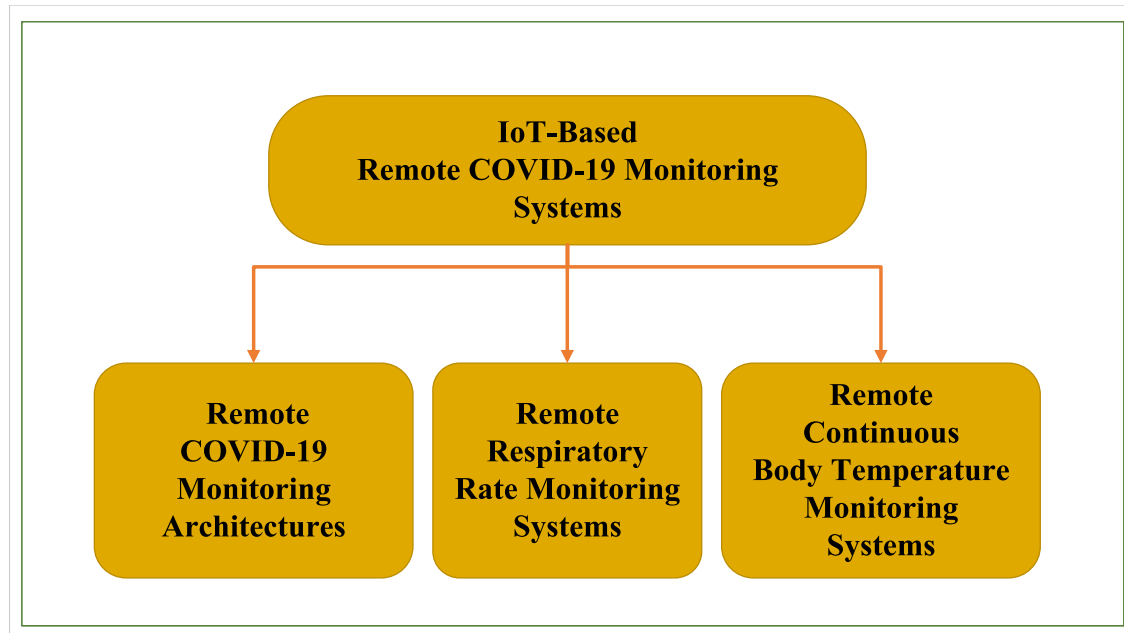 IoT-Based
Remote COVID-19 Monitoring
Systems
Remote
COVID-19
Monitoring
Architectures
Remote
Respiratory
Rate Monitoring
Systems
Remote
Continuous
Body Temperature
Monitoring
Systems